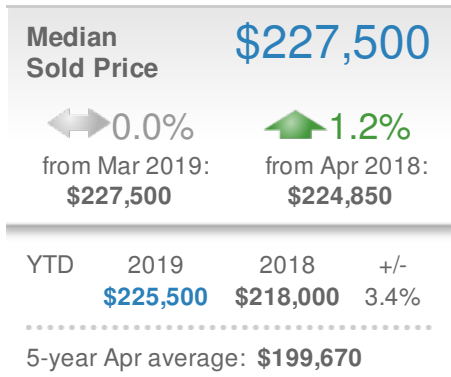 Median
Sold Price
$227,500
0.0%
1.2%
from Mar 2019:
$227,500
from Apr 2018:
$224,850
YTD 2019 2018 +/-
$225,500 $218,000 3.4%
5-year Apr average: $199,670